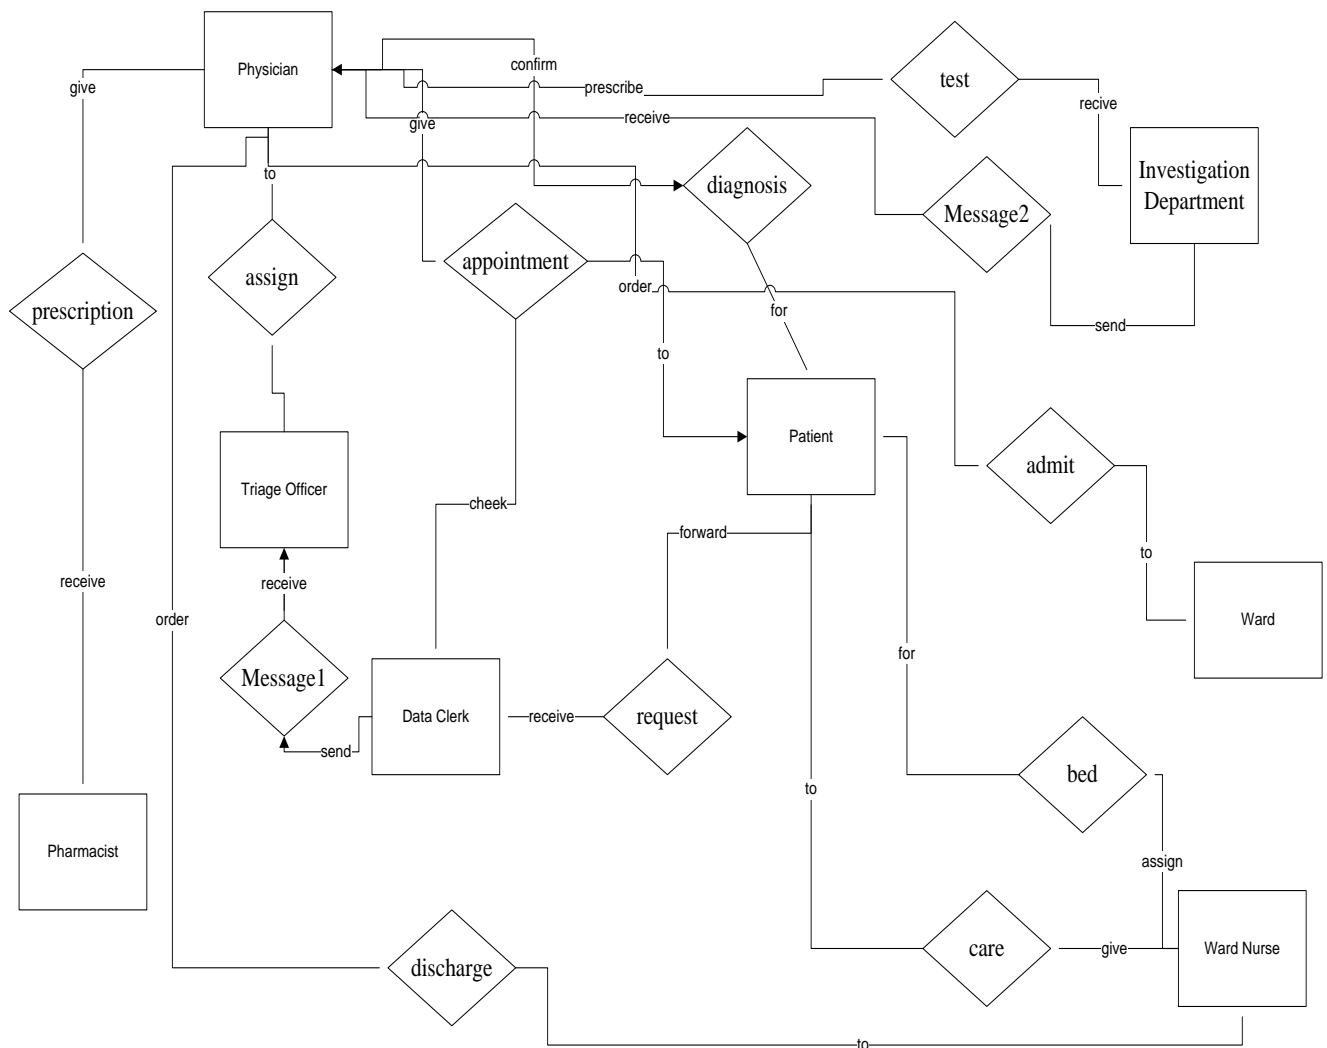 Physician
confirm
give
prescribe
test
recive
give
receive
Investigation
Department
to
diagnosis
Message2
assign
appointment
order
prescription
for
send
to
Patient
admit
Triage Officer
cheek
forward
to
receive
receive
order
Ward
for
Message1
Data Clerk
receive
request
send
bed
to
Pharmacist
assign
care
give
Ward Nurse
discharge
to